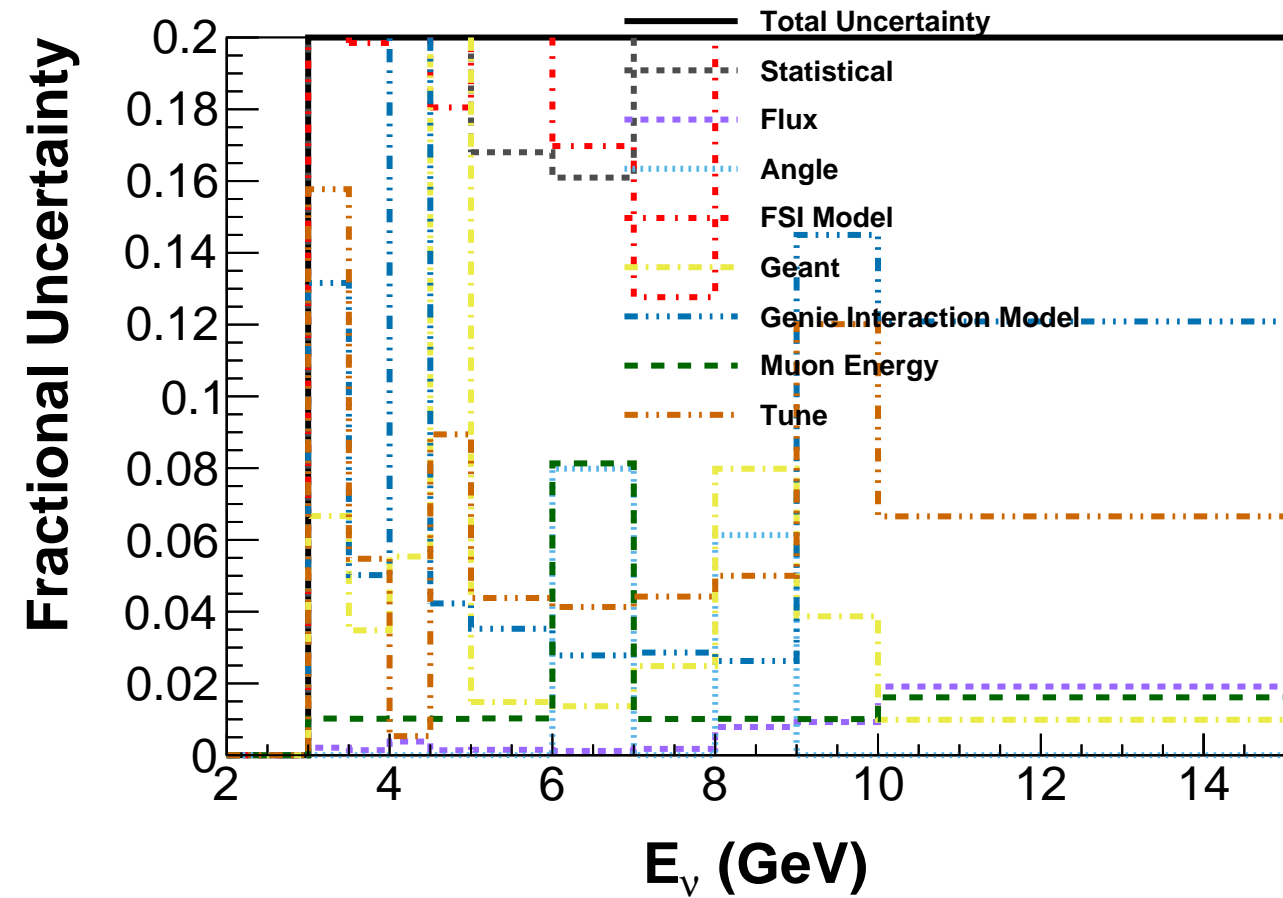 Total Uncertainty
Statistical
Flux
Angle
FSI Model
Geant
Genie Interaction Model
Muon Energy
Tune
Fractional Uncertainty
0.2
0.18
0.16
0.14
0.12
0.1
0.08
0.06
0.04
0.02
0
2 4 6 8 10 12 14
Eν (GeV)